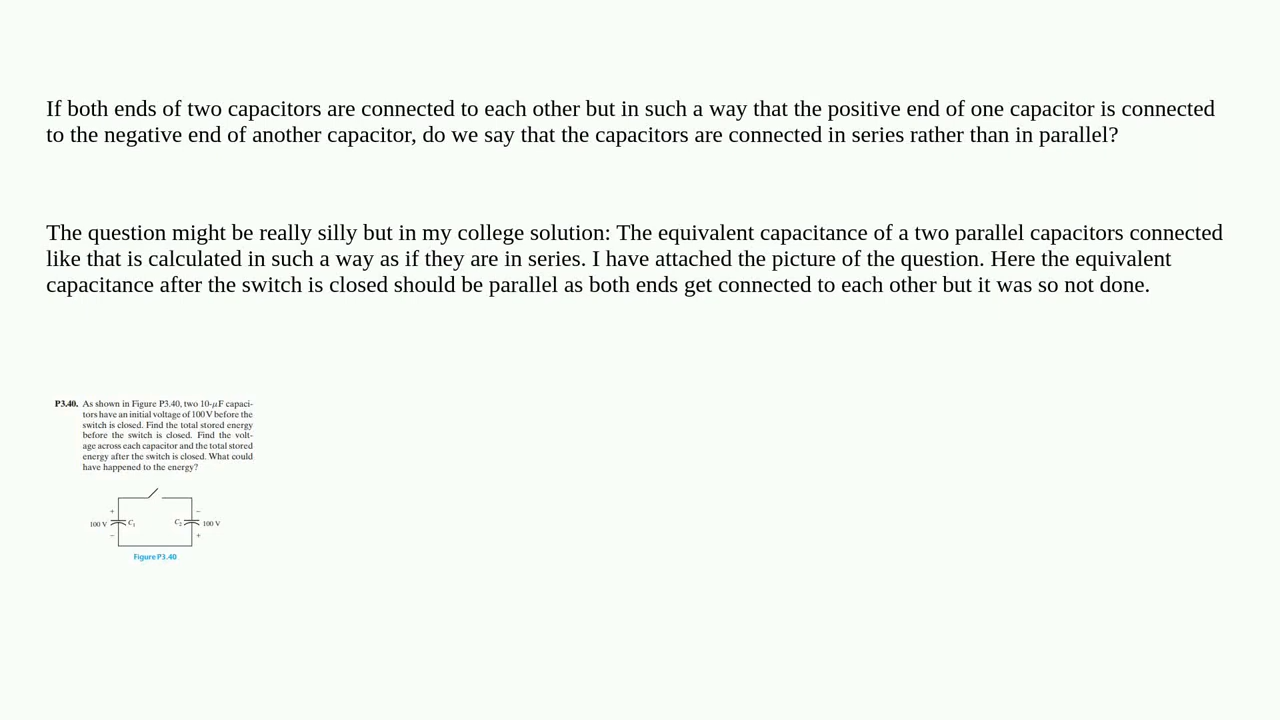 If both ends of two capacitors are connected to each other but in such a way that the positive end of one capacitor is connected
to the negative end of another capacitor, do we say that the capacitors are connected in series rather than in parallel?
The question might be really silly but in my college solution: The equivalent capacitance of a two parallel capacitors connected
like that is calculated in such a way as if they are in series. I have attached the picture of the question. Here the equivalent
capacitance after the switch is closed should be parallel as both ends get connected to each other but it was so not done.
P3.40. As shown in Figure P3.40, two 10-μF capaci-
tors have an initial voltage of 100 V before the
switch is closed. Find the total stored energy
before the switch is closed. Find the volt-
age across each capacitor and the total stored
energy after the switch is closed. What could
have happened to the energy?
+ −
100 V C₁ C₂ 100 V
− +
Figure P3.40